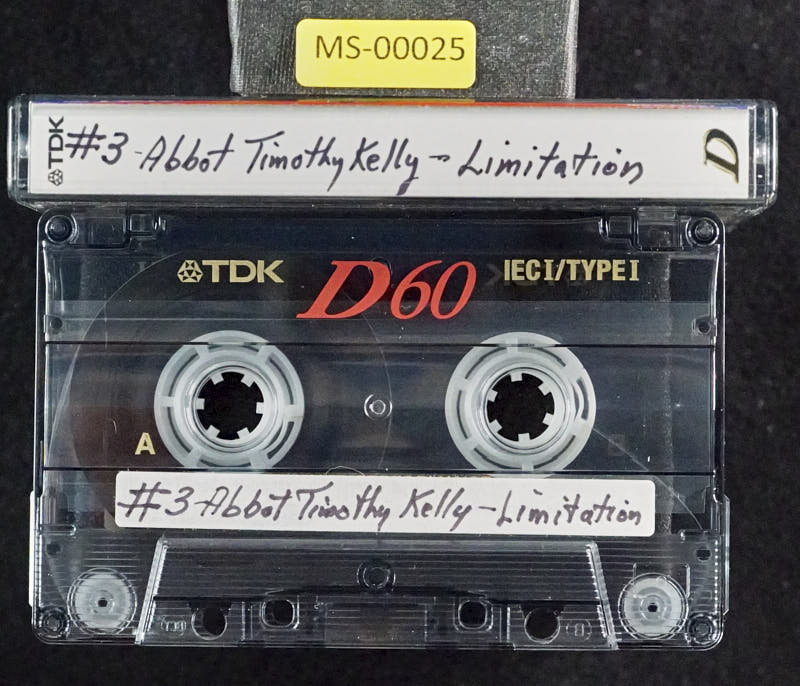 MS-00025
TDK #3-Abbot Timothy Kelly - Limitation D
TDK D60 IEC I/TYPE I
A
#3-Abbot Timothy Kelly - Limitation